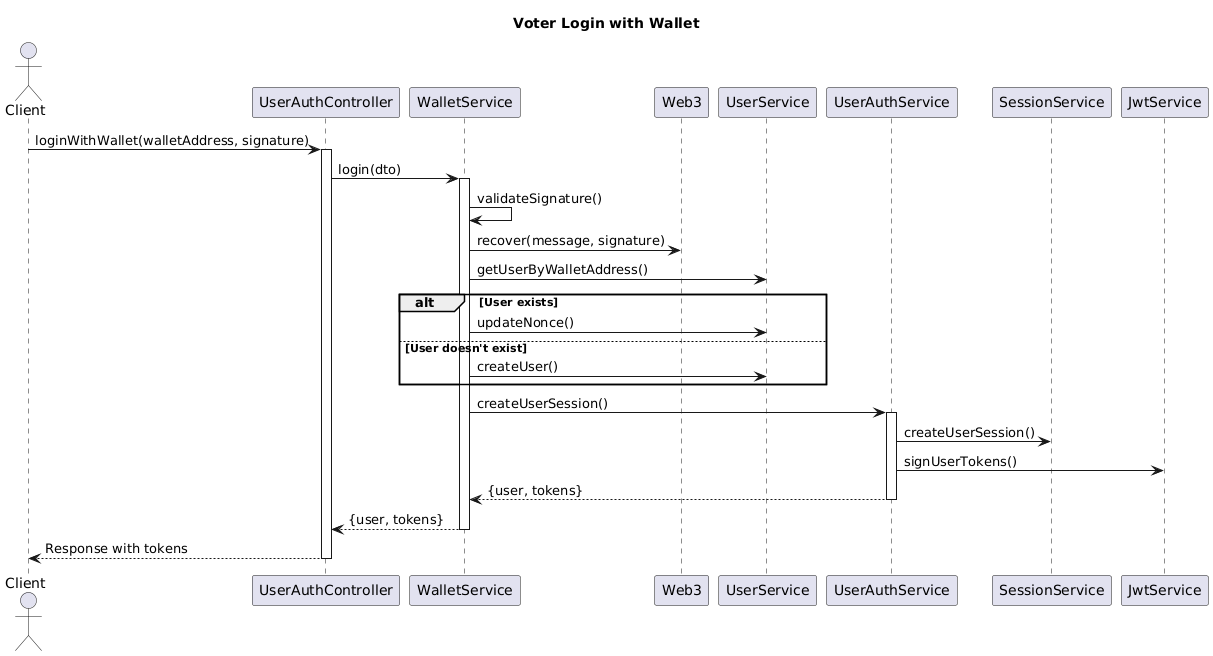 Voter Login with Wallet
Client
UserAuthController
WalletService
Web3
UserService
UserAuthService
SessionService
JwtService
loginWithWallet(walletAddress, signature)
login(dto)
validateSignature()
recover(message, signature)
getUserByWalletAddress()
alt [User exists]
updateNonce()
[User doesn't exist]
createUser()
createUserSession()
createUserSession()
signUserTokens()
{user, tokens}
{user, tokens}
Response with tokens
Client
UserAuthController
WalletService
Web3
UserService
UserAuthService
SessionService
JwtService